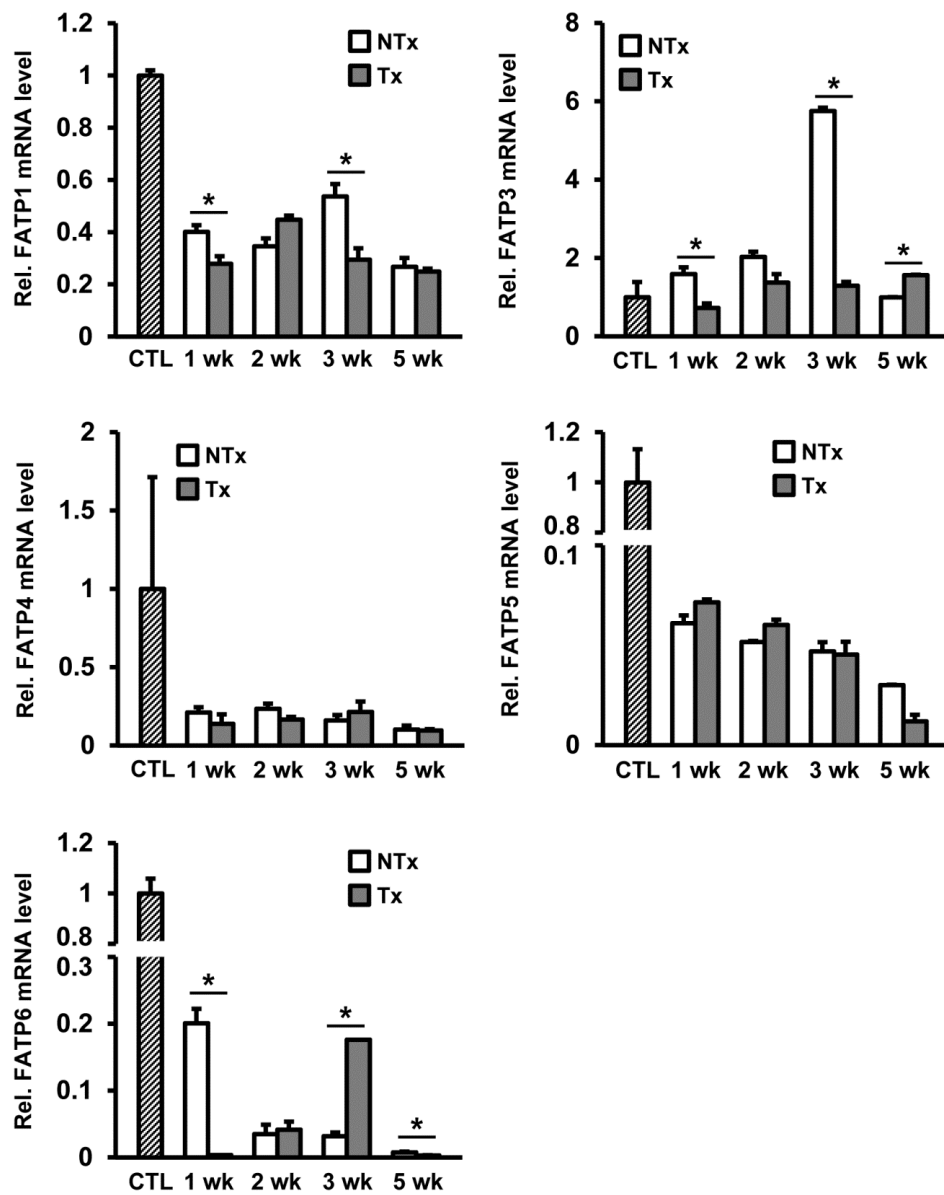 Rel. FATP1 mRNA level
1.2
1
0.8
0.6
0.4
0.2
0
NTx
Tx
*
*
CTL 1 wk 2 wk 3 wk 5 wk
Rel. FATP3 mRNA level
8
6
4
2
0
NTx
Tx
*
*
*
CTL 1 wk 2 wk 3 wk 5 wk
Rel. FATP4 mRNA level
2
1.5
1
0.5
0
NTx
Tx
CTL 1 wk 2 wk 3 wk 5 wk
Rel. FATP5 mRNA level
1.2
1
0.8
0.1
0
NTx
Tx
CTL 1 wk 2 wk 3 wk 5 wk
Rel. FATP6 mRNA level
1.2
1
0.8
0.3
0.2
0.1
0
NTx
Tx
*
*
*
CTL 1 wk 2 wk 3 wk 5 wk